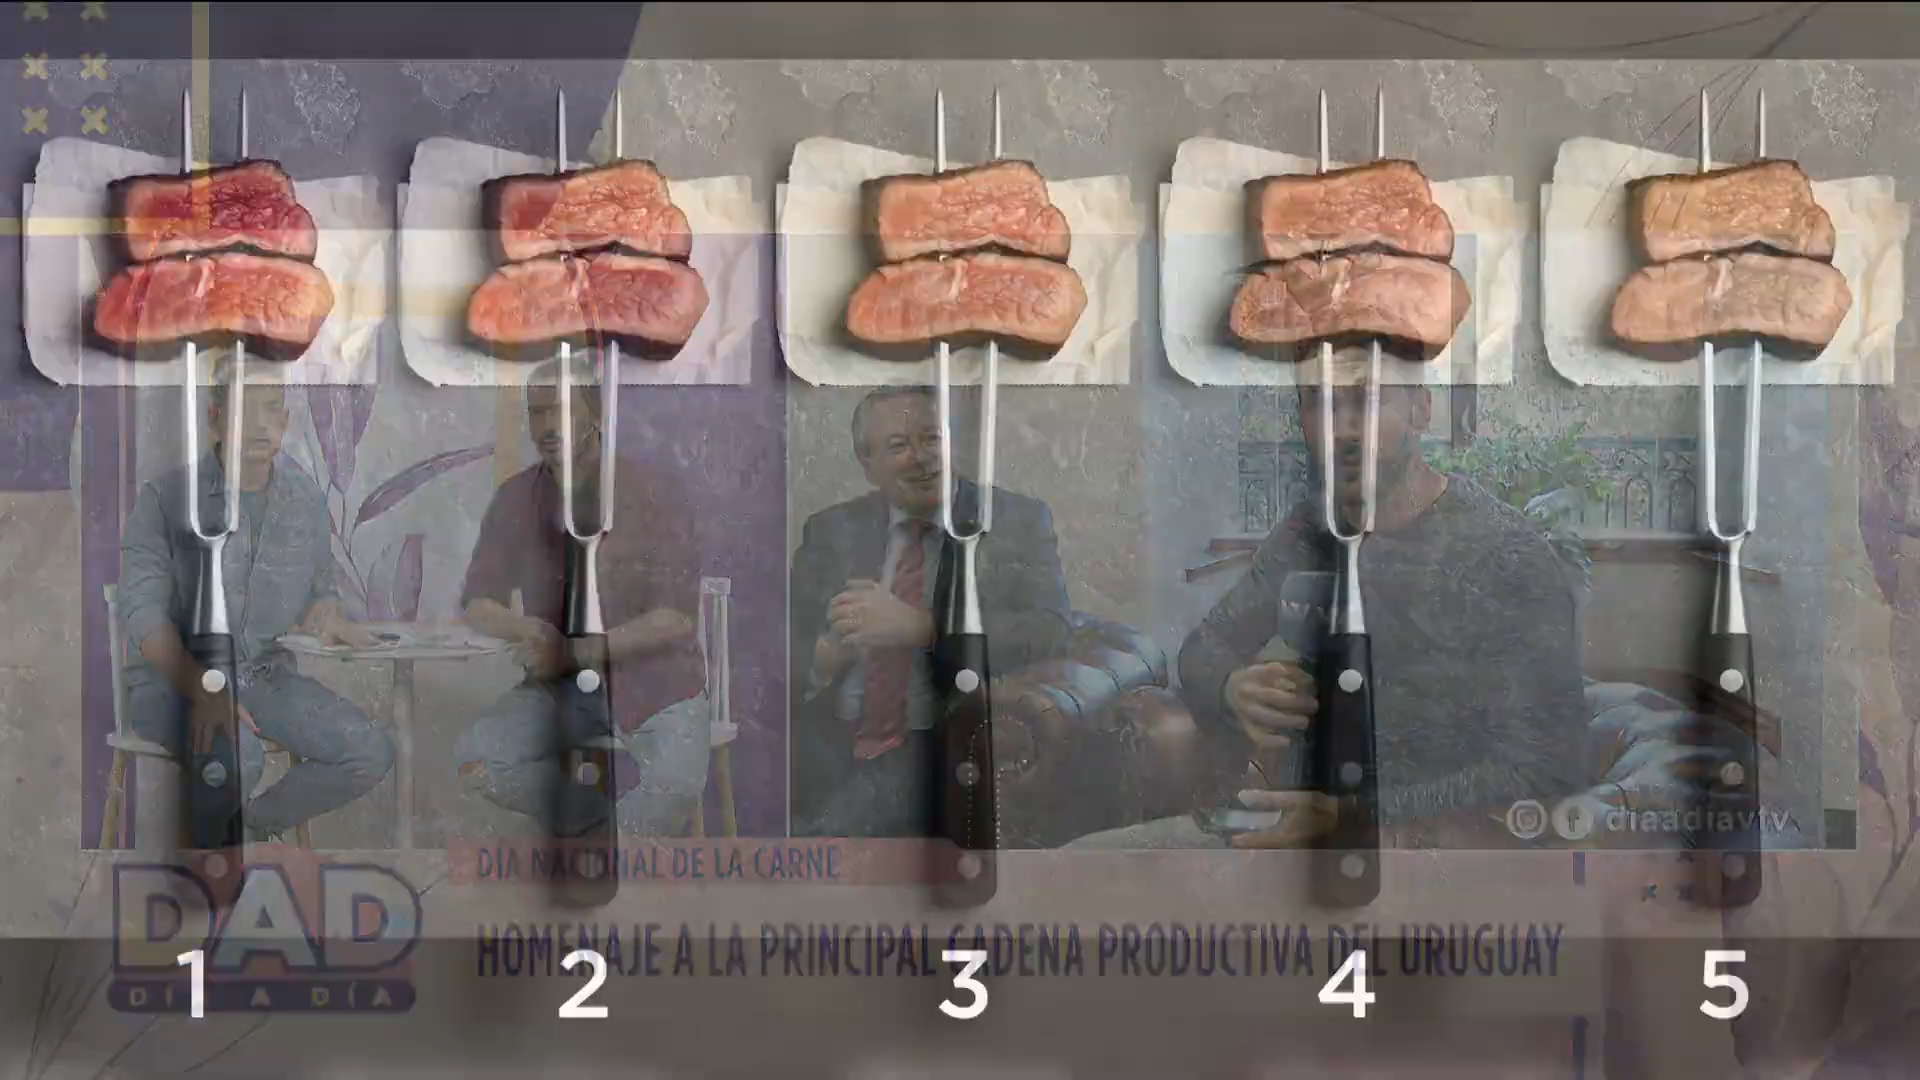 diaadiavtv
DÍA NACIONAL DE LA CARNE
DAD
DÍA A DÍA
HOMENAJE A LA PRINCIPAL CADENA PRODUCTIVA DEL URUGUAY
1 2 3 4 5